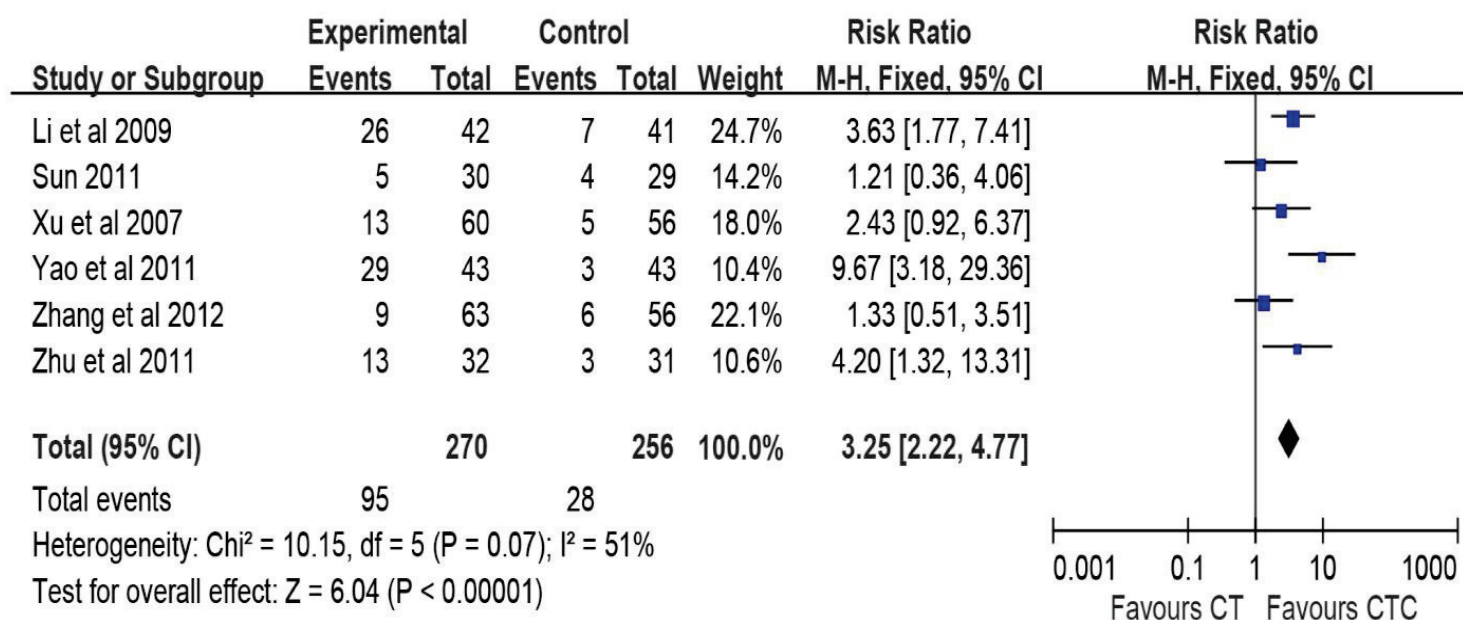 Experimental Control Risk Ratio Risk Ratio
Study or Subgroup Events Total Events Total Weight M-H, Fixed, 95% CI M-H, Fixed, 95% CI
Li et al 2009 26 42 7 41 24.7% 3.63 [1.77, 7.41]
Sun 2011 5 30 4 29 14.2% 1.21 [0.36, 4.06]
Xu et al 2007 13 60 5 56 18.0% 2.43 [0.92, 6.37]
Yao et al 2011 29 43 3 43 10.4% 9.67 [3.18, 29.36]
Zhang et al 2012 9 63 6 56 22.1% 1.33 [0.51, 3.51]
Zhu et al 2011 13 32 3 31 10.6% 4.20 [1.32, 13.31]
Total (95% CI) 270 256 100.0% 3.25 [2.22, 4.77]
Total events 95 28
Heterogeneity: Chi² = 10.15, df = 5 (P = 0.07); I² = 51%
Test for overall effect: Z = 6.04 (P < 0.00001)
0.001 0.1 1 10 1000
Favours CT Favours CTC